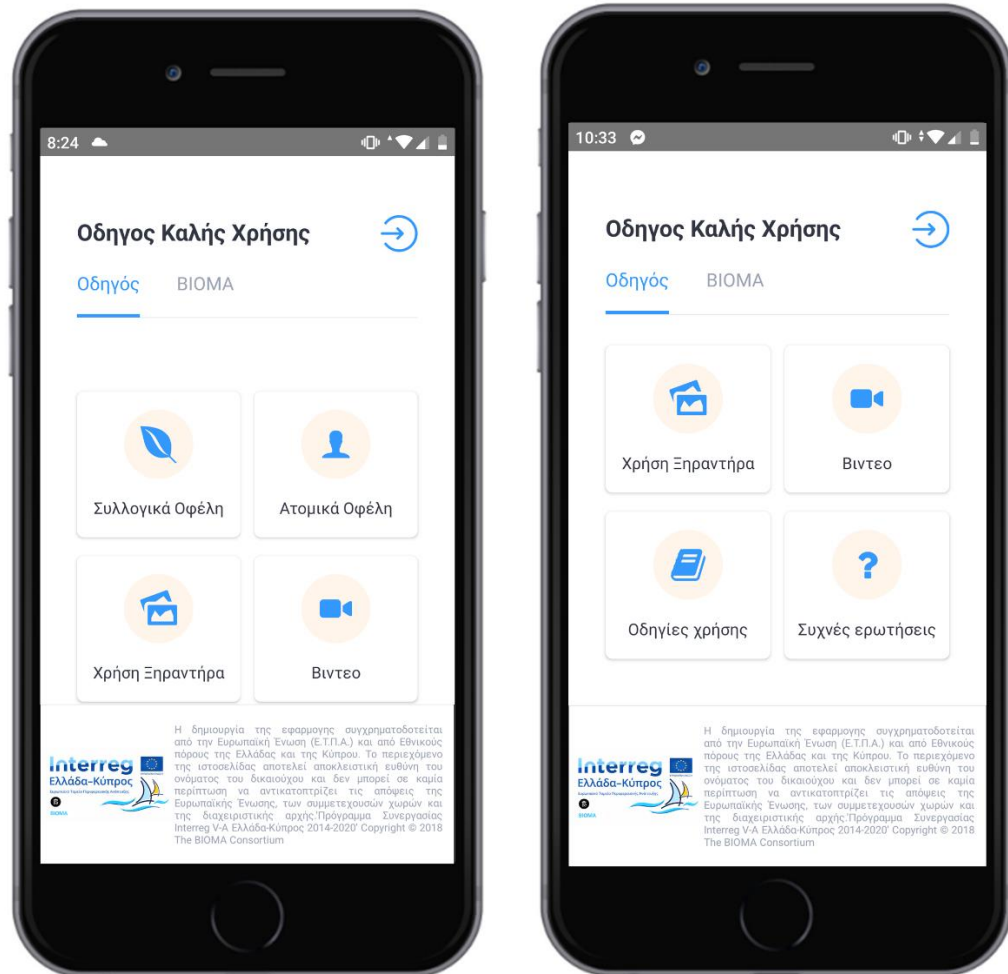 8:24
Οδηγος Καλής Χρήσης
Οδηγός ΒΙΟΜΑ
Συλλογικά Οφέλη Ατομικά Οφέλη
Χρήση Ξηραντήρα Βιντεο
Interreg
Ελλάδα-Κύπρος
BIOMA
Η δημιουργία της εφαρμογης συγχρηματοδοτείται
από την Ευρωπαϊκή Ένωση (Ε.Τ.Π.Α.) και από Εθνικούς
πόρους της Ελλάδας και της Κύπρου. Το περιεχόμενο
της ιστοσελίδας αποτελεί αποκλειστική ευθύνη του
ονόματος του δικαιούχου και δεν μπορεί σε καμία
περίπτωση να αντικατοπτρίζει τις απόψεις της
Ευρωπαϊκής Ένωσης, των συμμετεχουσών χωρών και
της διαχειριστικής αρχής.'Πρόγραμμα Συνεργασίας
Interreg V-A Ελλάδα-Κύπρος 2014-2020' Copyright © 2018
The BIOMA Consortium
10:33
Οδηγος Καλής Χρήσης
Οδηγός ΒΙΟΜΑ
Χρήση Ξηραντήρα Βιντεο
Οδηγίες χρήσης Συχνές ερωτήσεις
Interreg
Ελλάδα-Κύπρος
BIOMA
Η δημιουργία της εφαρμογης συγχρηματοδοτείται
από την Ευρωπαϊκή Ένωση (Ε.Τ.Π.Α.) και από Εθνικούς
πόρους της Ελλάδας και της Κύπρου. Το περιεχόμενο
της ιστοσελίδας αποτελεί αποκλειστική ευθύνη του
ονόματος του δικαιούχου και δεν μπορεί σε καμία
περίπτωση να αντικατοπτρίζει τις απόψεις της
Ευρωπαϊκής Ένωσης, των συμμετεχουσών χωρών και
της διαχειριστικής αρχής.'Πρόγραμμα Συνεργασίας
Interreg V-A Ελλάδα-Κύπρος 2014-2020' Copyright © 2018
The BIOMA Consortium